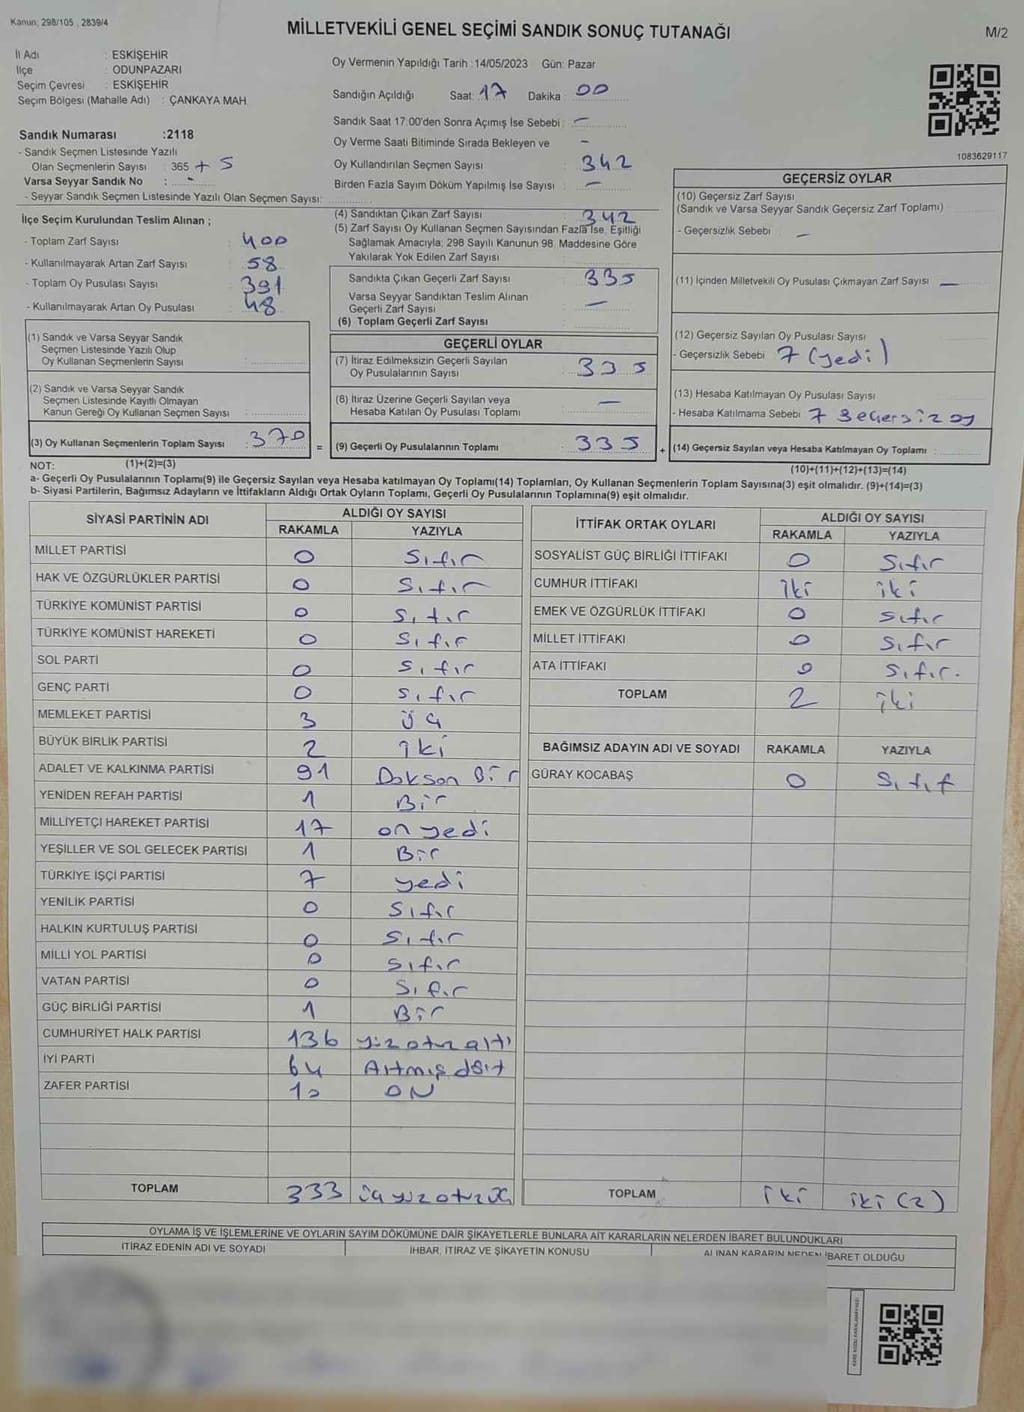 Kanun; 298/105 , 2839/4
MİLLETVEKİLİ GENEL SEÇİMİ SANDIK SONUÇ TUTANAĞI
M/2
İl Adı : ESKİŞEHİR
İlçe : ODUNPAZARI
Seçim Çevresi : ESKİŞEHİR
Seçim Bölgesi (Mahalle Adı) : ÇANKAYA MAH.
Sandık Numarası :2118
- Sandık Seçmen Listesinde Yazılı
Olan Seçmenlerin Sayısı : 365 + 5
Varsa Seyyar Sandık No : -
- Seyyar Sandık Seçmen Listesinde Yazılı Olan Seçmen Sayısı:
İlçe Seçim Kurulundan Teslim Alınan ;
- Toplam Zarf Sayısı : 400
- Kullanılmayarak Artan Zarf Sayısı : 58
- Toplam Oy Pusulası Sayısı : 391
- Kullanılmayarak Artan Oy Pusulası : 48
Oy Vermenin Yapıldığı Tarih :14/05/2023 Gün: Pazar
Sandığın Açıldığı Saat: 17 Dakika : 00
Sandık Saat 17.00'den Sonra Açımış İse Sebebi : -
Oy Verme Saati Bitiminde Sırada Bekleyen ve -
Oy Kullandırılan Seçmen Sayısı : 342
Birden Fazla Sayım Döküm Yapılmış İse Sayısı : -
(4) Sandıktan Çıkan Zarf Sayısı : 342
(5) Zarf Sayısı Oy Kullanan Seçmen Sayısından Fazla İse, Eşitliği
Sağlamak Amacıyla; 298 Sayılı Kanunun 98. Maddesine Göre
Yakılarak Yok Edilen Zarf Sayısı :
Sandıkta Çıkan Geçerli Zarf Sayısı : 335
Varsa Seyyar Sandıktan Teslim Alınan
Geçerli Zarf Sayısı : -
(6) Toplam Geçerli Zarf Sayısı :
1083629117
GEÇERSİZ OYLAR
(10) Geçersiz Zarf Sayısı
(Sandık ve Varsa Seyyar Sandık Geçersiz Zarf Toplamı) :
- Geçersizlik Sebebi : -
(11) İçinden Milletvekili Oy Pusulası Çıkmayan Zarf Sayısı : -
(12) Geçersiz Sayılan Oy Pusulası Sayısı :
- Geçersizlik Sebebi : 7 (yedi)
(13) Hesaba Katılmayan Oy Pusulası Sayısı :
- Hesaba Katılmama Sebebi : 7 Geçersiz oy
(14) Geçersiz Sayılan veya Hesaba Katılmayan Oy Toplamı :
(10)+(11)+(12)+(13)=(14)
(1) Sandık ve Varsa Seyyar Sandık
Seçmen Listesinde Yazılı Olup
Oy Kullanan Seçmenlerin Sayısı :
(2) Sandık ve Varsa Seyyar Sandık
Seçmen Listesinde Kayıtlı Olmayan
Kanun Gereği Oy Kullanan Seçmen Sayısı :
(3) Oy Kullanan Seçmenlerin Toplam Sayısı : 370 =
(1)+(2)=(3)
GEÇERLİ OYLAR
(7) İtiraz Edilmeksizin Geçerli Sayılan
Oy Pusulalarının Sayısı : 335
(8) İtiraz Üzerine Geçerli Sayılan veya
Hesaba Katılan Oy Pusulası Toplamı : -
(9) Geçerli Oy Pusulalarının Toplamı : 335 +
NOT:
a- Geçerli Oy Pusulalarının Toplamı(9) ile Geçersiz Sayılan veya Hesaba katılmayan Oy Toplamı(14) Toplamları, Oy Kullanan Seçmenlerin Toplam Sayısına(3) eşit olmalıdır. (9)+(14)=(3)
b- Siyasi Partilerin, Bağımsız Adayların ve İttifakların Aldığı Ortak Oyların Toplamı, Geçerli Oy Pusulalarının Toplamına(9) eşit olmalıdır.
SİYASİ PARTİNİN ADI ALDIĞI OY SAYISI
RAKAMLA YAZIYLA
MİLLET PARTİSİ 0 Sıfır
HAK VE ÖZGÜRLÜKLER PARTİSİ 0 Sıfır
TÜRKİYE KOMÜNİST PARTİSİ 0 Sıfır
TÜRKİYE KOMÜNİST HAREKETİ 0 Sıfır
SOL PARTİ 0 Sıfır
GENÇ PARTİ 0 Sıfır
MEMLEKET PARTİSİ 3 üç
BÜYÜK BİRLİK PARTİSİ 2 iki
ADALET VE KALKINMA PARTİSİ 91 Doksan Bir
YENİDEN REFAH PARTİSİ 1 Bir
MİLLİYETÇİ HAREKET PARTİSİ 17 on yedi
YEŞİLLER VE SOL GELECEK PARTİSİ 1 Bir
TÜRKİYE İŞÇİ PARTİSİ 7 yedi
YENİLİK PARTİSİ 0 Sıfır
HALKIN KURTULUŞ PARTİSİ 0 Sıfır
MİLLİ YOL PARTİSİ 0 Sıfır
VATAN PARTİSİ 0 Sıfır
GÜÇ BİRLİĞİ PARTİSİ 1 Bir
CUMHURİYET HALK PARTİSİ 136 yüz otuz altı
İYİ PARTİ 64 Altmış dört
ZAFER PARTİSİ 10 ON
TOPLAM 333 üç yüz otuz üç
İTTİFAK ORTAK OYLARI ALDIĞI OY SAYISI
RAKAMLA YAZIYLA
SOSYALİST GÜÇ BİRLİĞİ İTTİFAKI 0 Sıfır
CUMHUR İTTİFAKI iki iki
EMEK VE ÖZGÜRLÜK İTTİFAKI 0 Sıfır
MİLLET İTTİFAKI 0 Sıfır
ATA İTTİFAKI 0 Sıfır.
TOPLAM 2 iki
BAĞIMSIZ ADAYIN ADI VE SOYADI RAKAMLA YAZIYLA
GÜRAY KOCABAŞ 0 Sıfır
TOPLAM iki iki (2)
OYLAMA İŞ VE İŞLEMLERİNE VE OYLARIN SAYIM DÖKÜMÜNE DAİR ŞİKAYETLERLE BUNLARA AİT KARARLARIN NELERDEN İBARET BULUNDUKLARI
İTİRAZ EDENİN ADI VE SOYADI İHBAR, İTİRAZ VE ŞİKAYETİN KONUSU ALINAN KARARIN NEDEN İBARET OLDUĞU